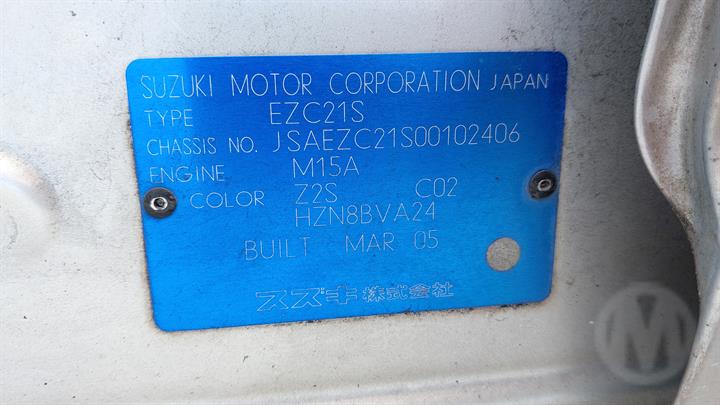 SUZUKI MOTOR CORPORATION JAPAN
TYPE EZC21S
CHASSIS NO. JSAEZC21S00102406
ENGINE M15A
COLOR Z2S C02
HZN8BVA24
BUILT MAR 05
スズキ株式会社
M